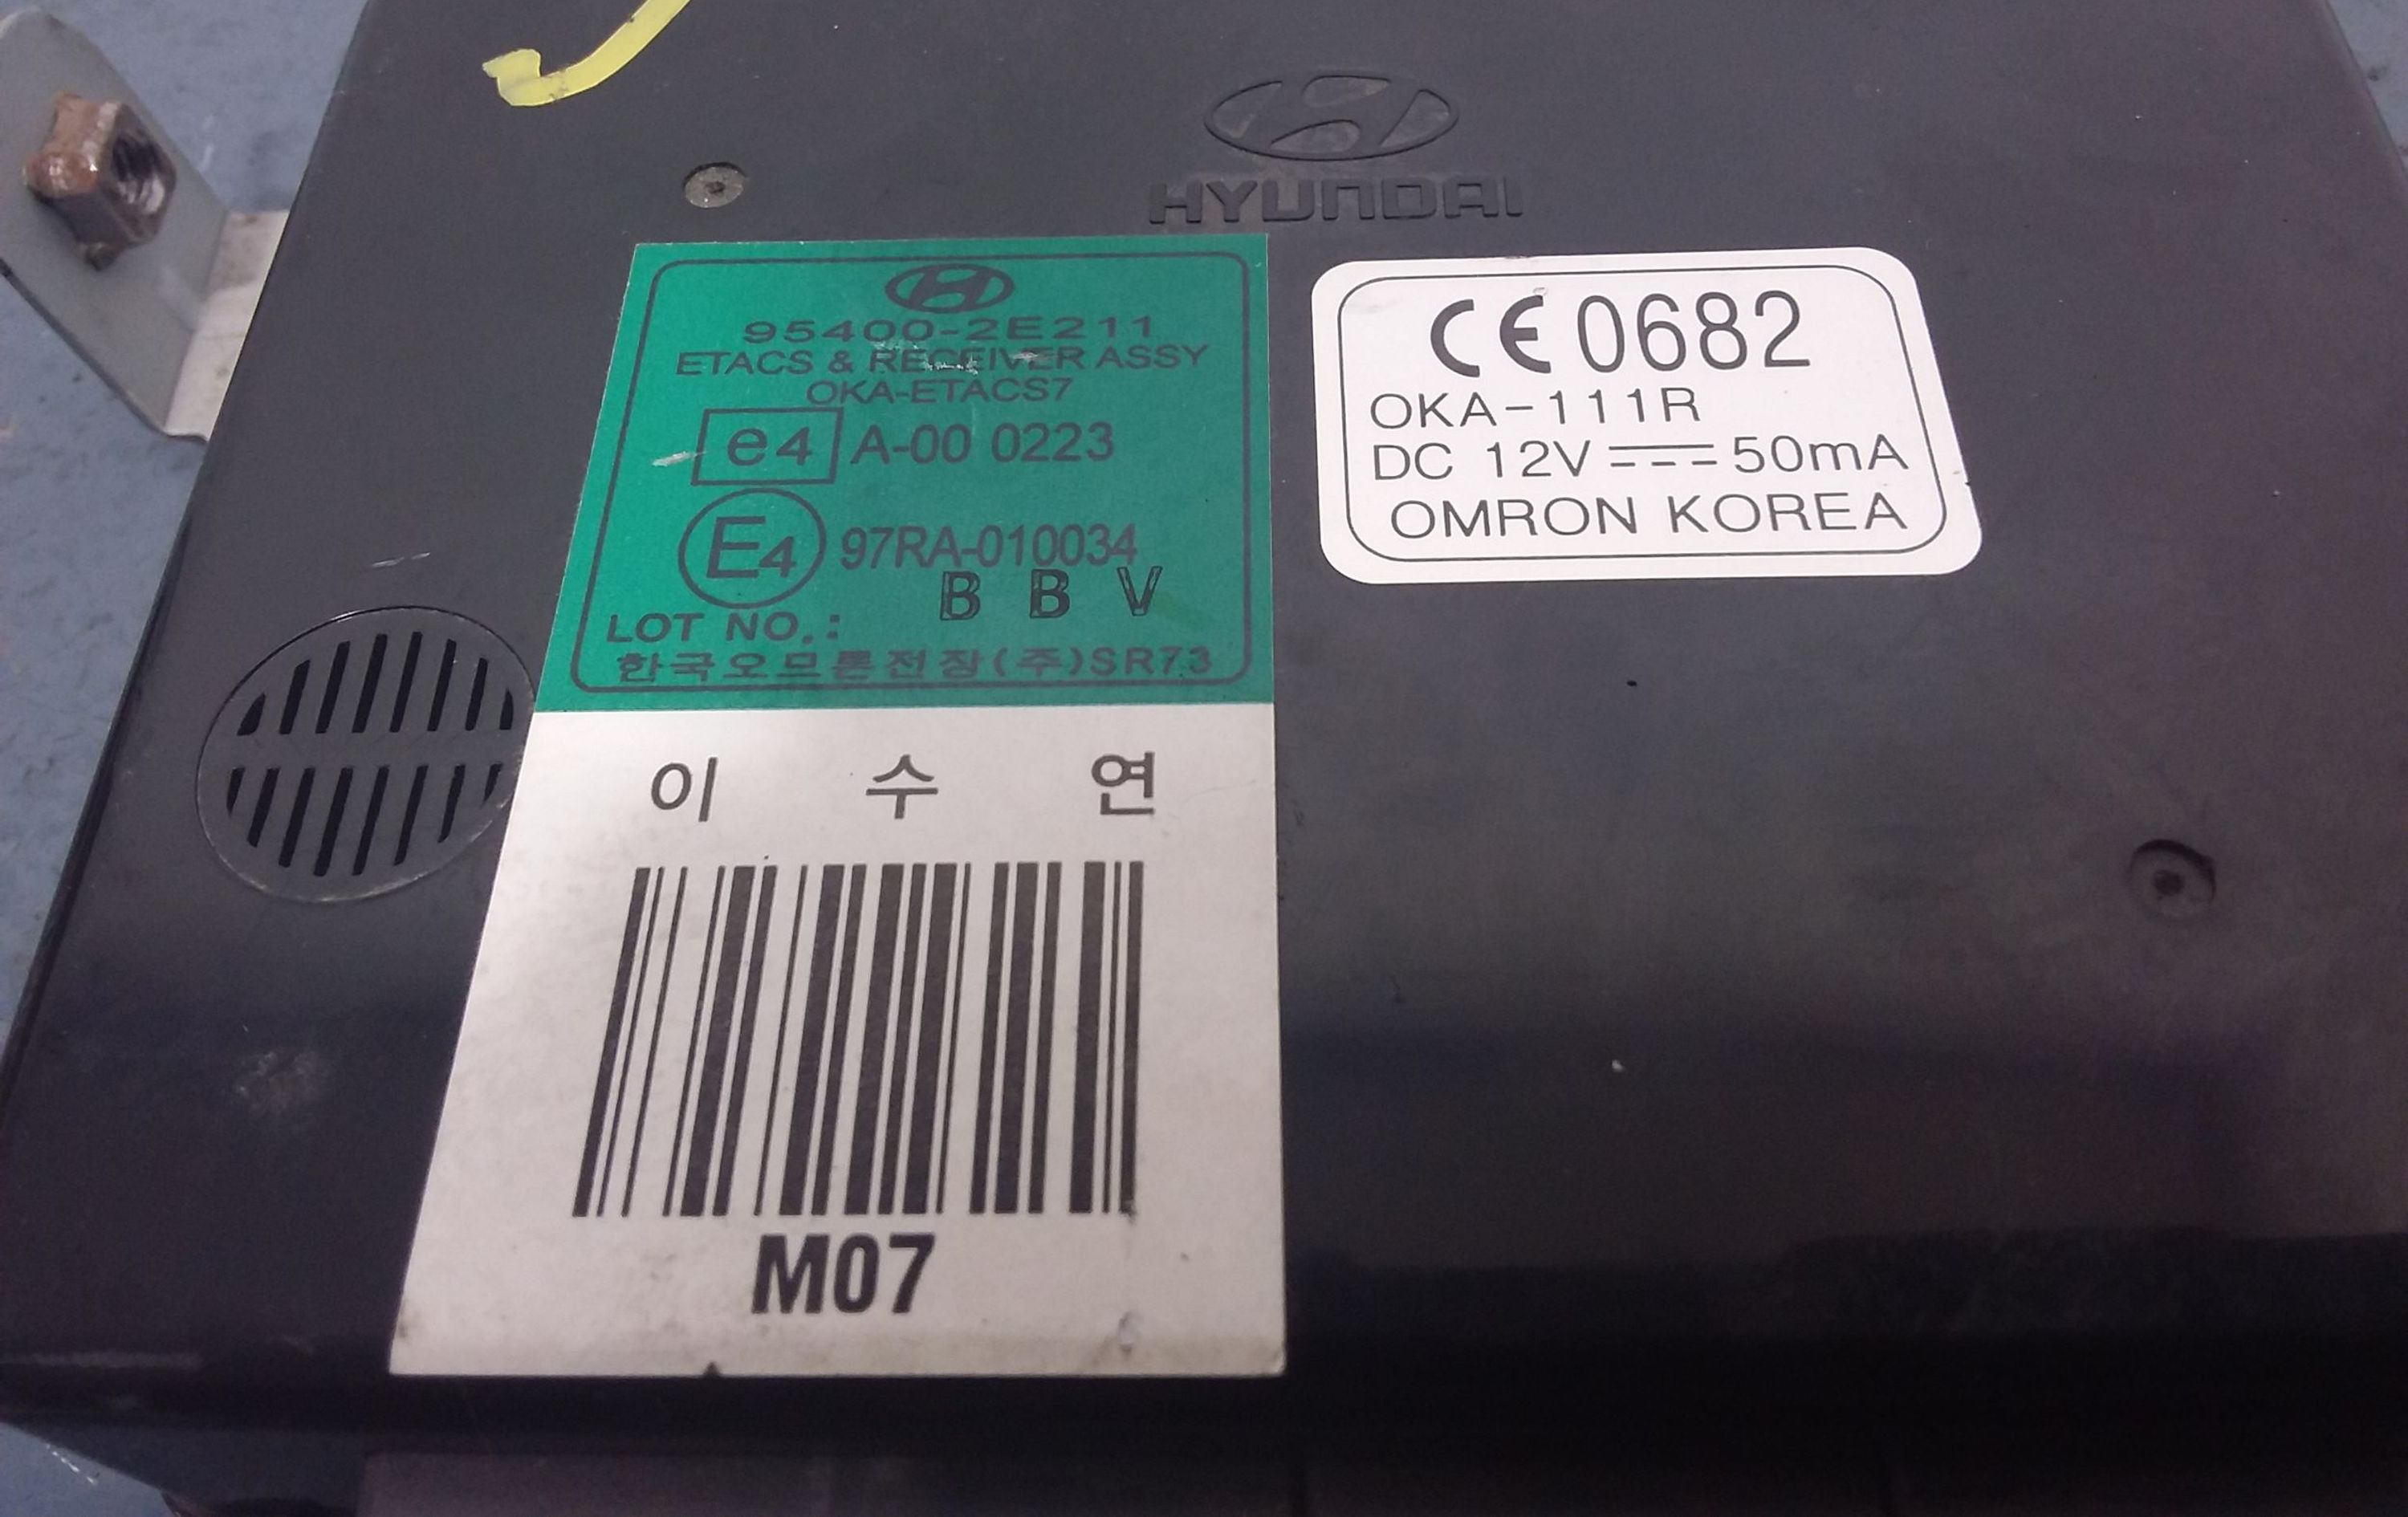 HYUNDAI
95400-2E211
ETACS & RECEIVER ASSY
OKA-ETACS7
e4 A-00 0223
E4 97RA-010034
B B V
LOT NO.:
한국오므론전장(주)SR73
이 수 연
M07
CE 0682
OKA-111R
DC 12V 50mA
OMRON KOREA